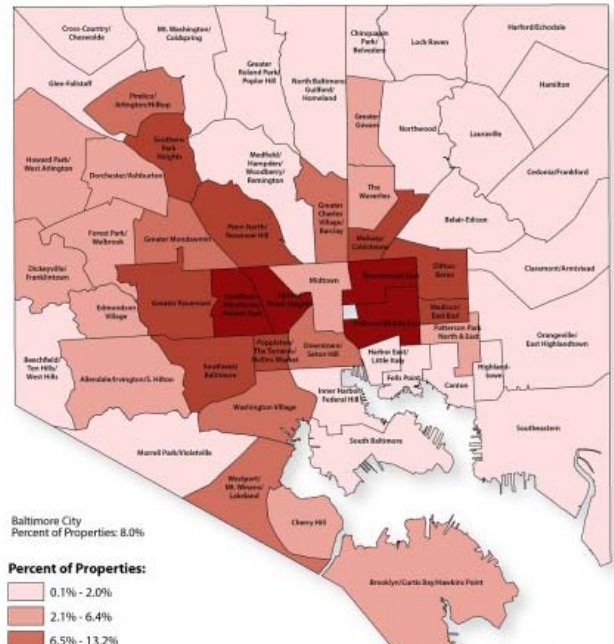 Cross-Country/
Cheswolde
Mt. Washington/
Coldspring
Greater
Roland Park/
Poplar Hill
North Baltimore/
Guilford/
Homeland
Chinquapin
Park/
Belvedere
Loch Raven
Harford/Echodale
Glen-Fallstaff
Pimlico/
Arlington/Hilltop
Hamilton
Howard Park/
West Arlington
Southern
Park
Heights
Dorchester/Ashburton
Medfield/
Hampden/
Woodberry/
Remington
Greater
Govans
Northwood
Lauraville
Cedonia/Frankford
The
Waverlies
Belair-Edison
Forest Park/
Walbrook
Greater Mondawmin
Penn North/
Reservoir Hill
Greater
Charles
Village/
Barclay
Midway/
Coldstream
Dickeyville/
Franklintown
Greater Rosemont
Midtown
Clifton-
Berea
Claremont/Armistead
Edmondson
Village
Madison/
East End
Patterson Park
North & East
Orangeville/
East Highlandtown
Beechfield/
Ten Hills/
West Hills
Allendale/Irvington/S. Hilton
Southwest
Baltimore
Poppleton/
The Terraces/
Hollins Market
Downtown/
Seton Hill
Harbor East/
Little Italy
Fells Point
Canton
Highland-
town
Washington Village
Inner Harbor/
Federal Hill
Southeastern
Morrell Park/Violetville
South Baltimore
Westport/
Mt. Winans/
Lakeland
Cherry Hill
Brooklyn/Curtis Bay/Hawkins Point
Baltimore City
Percent of Properties: 8.0%
Percent of Properties:
0.1% - 2.0%
2.1% - 6.4%
6.5% - 13.2%